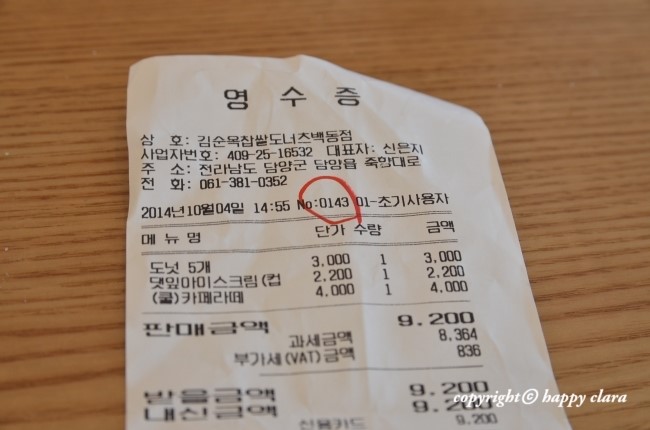 영 수 증
상 호: 김순옥찹쌀도너츠백동점
사업자번호: 409-25-16532 대표자: 신은지
주 소: 전라남도 담양군 담양읍 죽향대로
전 화: 061-381-0352
2014년10월04일 14:55 No:0143 01-초기사용자
메 뉴 명 단가 수량 금액
도넛 5개 3,000 1 3,000
댓잎아이스크림(컵 2,200 1 2,200
(쿨)카페라떼 4,000 1 4,000
판매금액 9,200
과세금액 8,364
부가세(VAT)금액 836
받을금액 9,200
내신금액 9,200
신용카드 9,200
copyright© happy clara